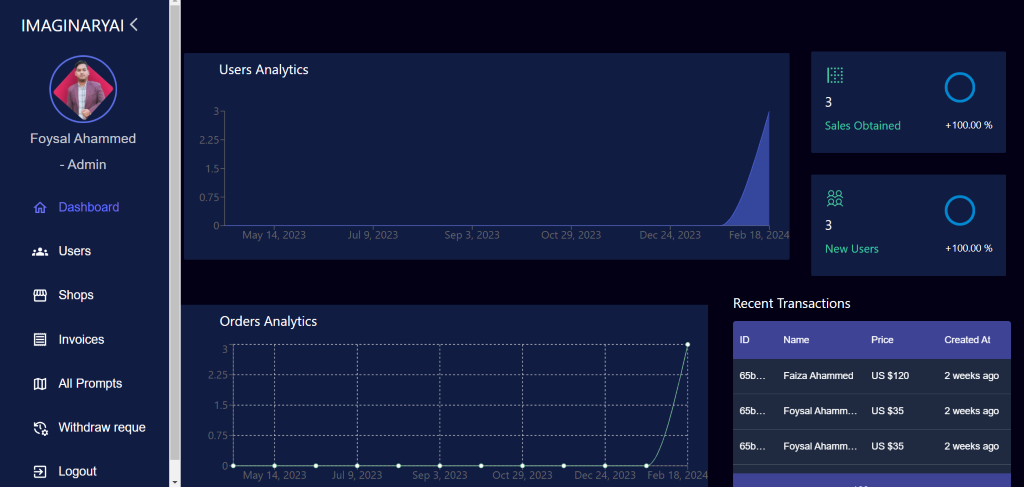 IMAGINARYAI
Foysal Ahammed
- Admin
Dashboard
Users
Shops
Invoices
All Prompts
Withdraw reque
Logout
Users Analytics
3
2.25
1.5
0.75
0
May 14, 2023
Jul 9, 2023
Sep 3, 2023
Oct 29, 2023
Dec 24, 2023
Feb 18, 2024
3
Sales Obtained
+100.00 %
3
New Users
+100.00 %
Orders Analytics
3
2.25
1.5
0.75
0
May 14, 2023
Jul 9, 2023
Sep 3, 2023
Oct 29, 2023
Dec 24, 2023
Feb 18, 2024
Recent Transactions
ID Name Price Created At
65b... Faiza Ahammed US $120 2 weeks ago
65b... Foysal Ahamm... US $35 2 weeks ago
65b... Foysal Ahamm... US $35 2 weeks ago